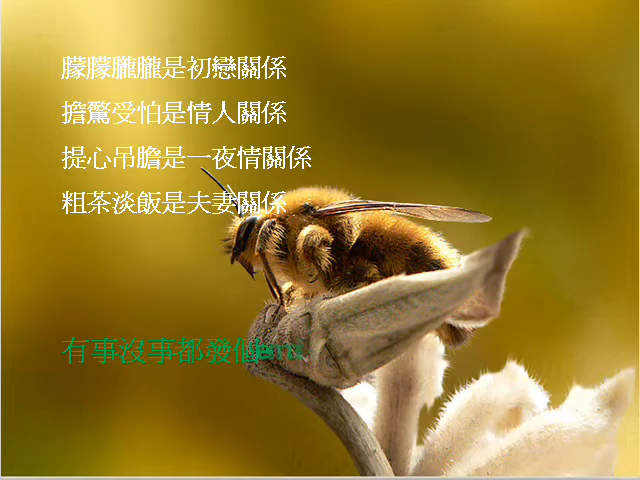 朦朦朧朧是初戀關係
擔驚受怕是情人關係
提心吊膽是一夜情關係
粗茶淡飯是夫妻關係
有事沒事都發個